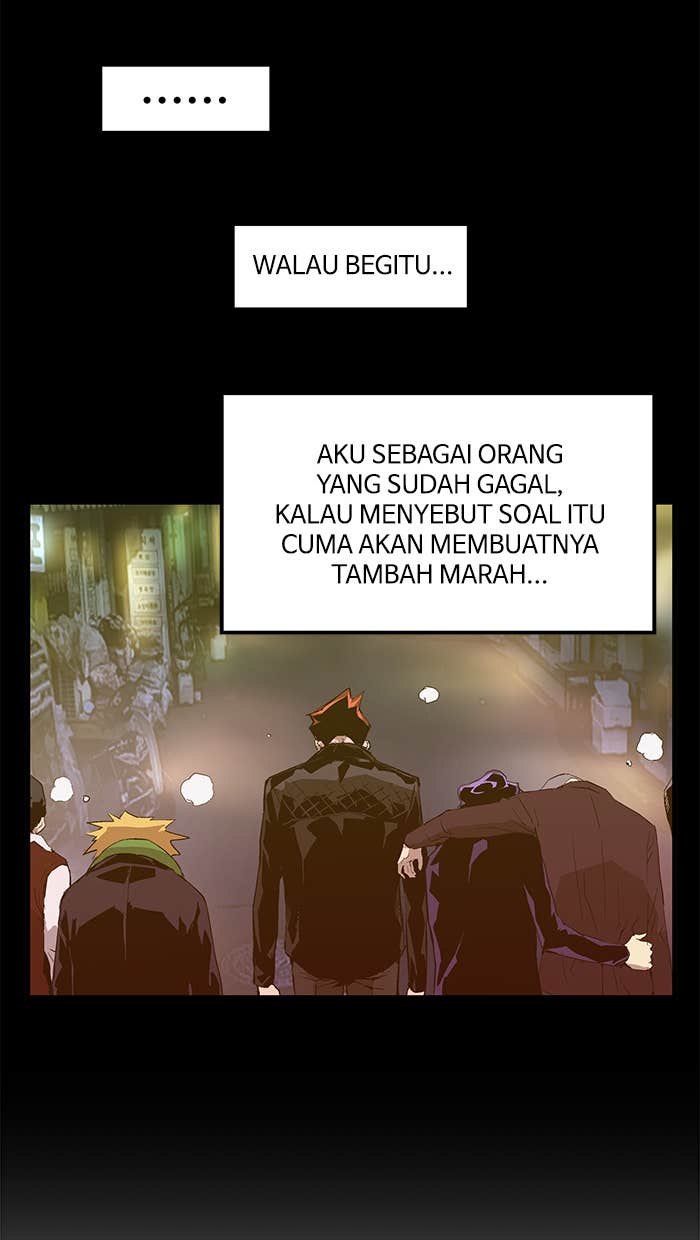 ......
WALAU BEGITU...
AKU SEBAGAI ORANG
YANG SUDAH GAGAL,
KALAU MENYEBUT SOAL ITU
CUMA AKAN MEMBUATNYA
TAMBAH MARAH...